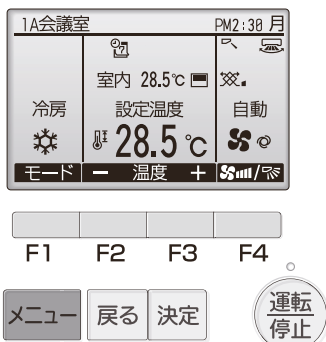 1A会議室 PM2:30 月
室内 28.5℃
冷房 設定温度 自動
28.5℃
モード － 温度 ＋
F1 F2 F3 F4
メニュー 戻る 決定 運転
停止